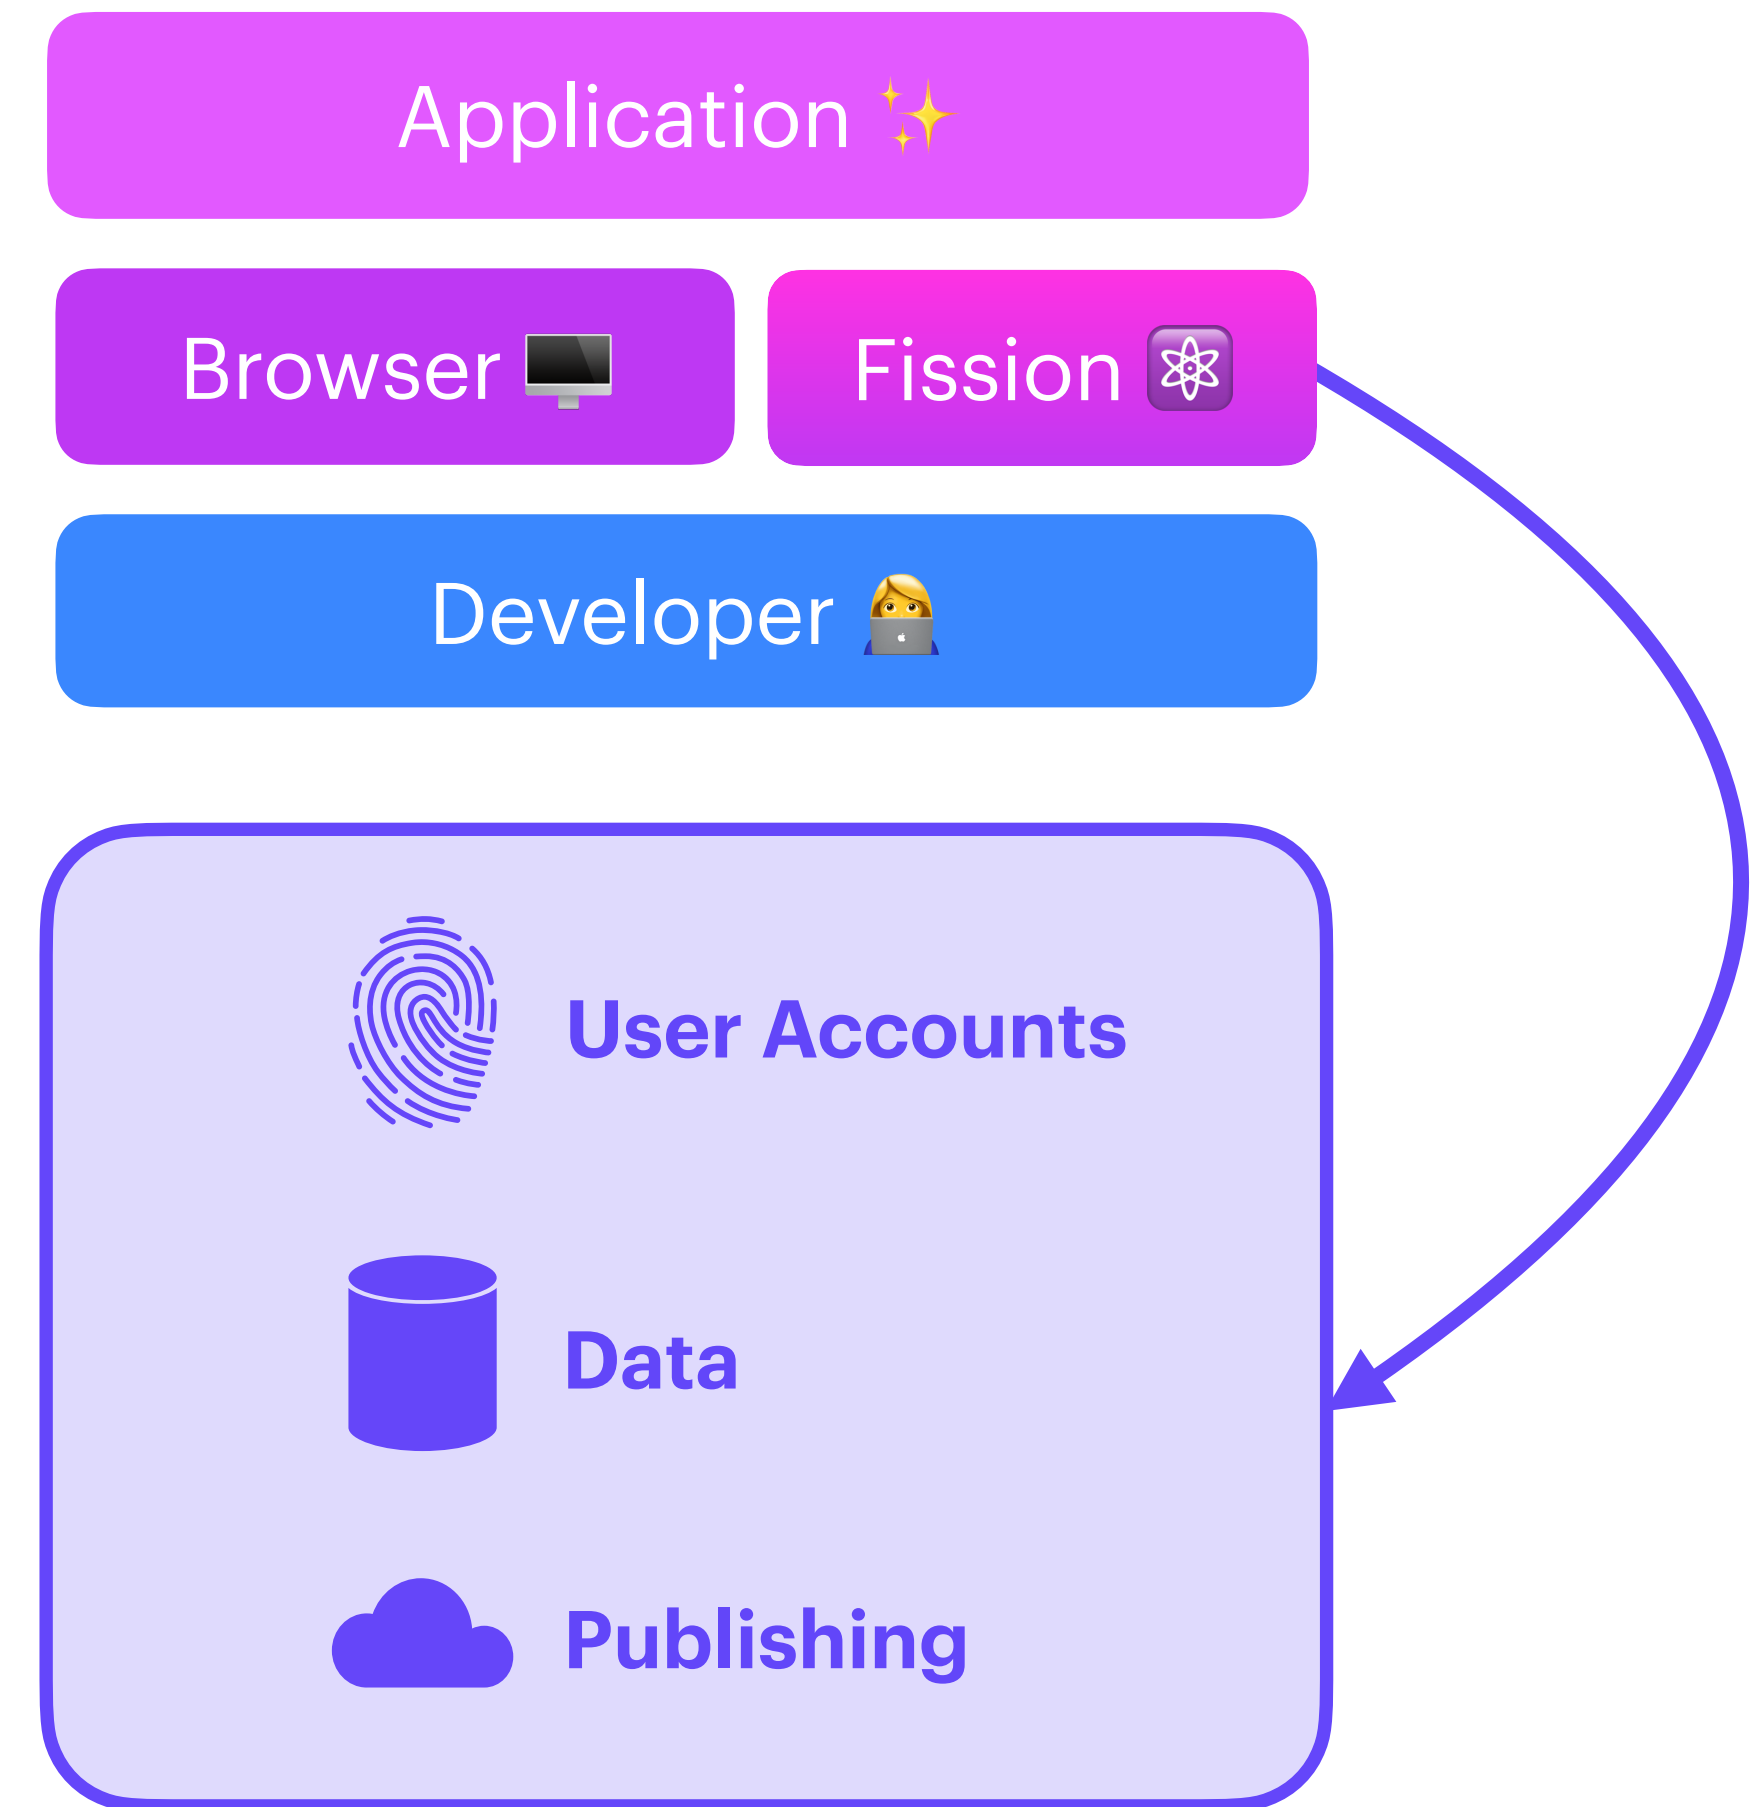 Application ✨
Browser 🖥️
Fission ⚛️
Developer 👩‍💻
User Accounts
Data
Publishing